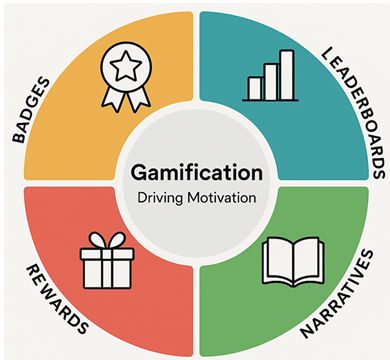 BADGES
LEADERBOARDS
Gamification
Driving Motivation
REWARDS
NARRATIVES